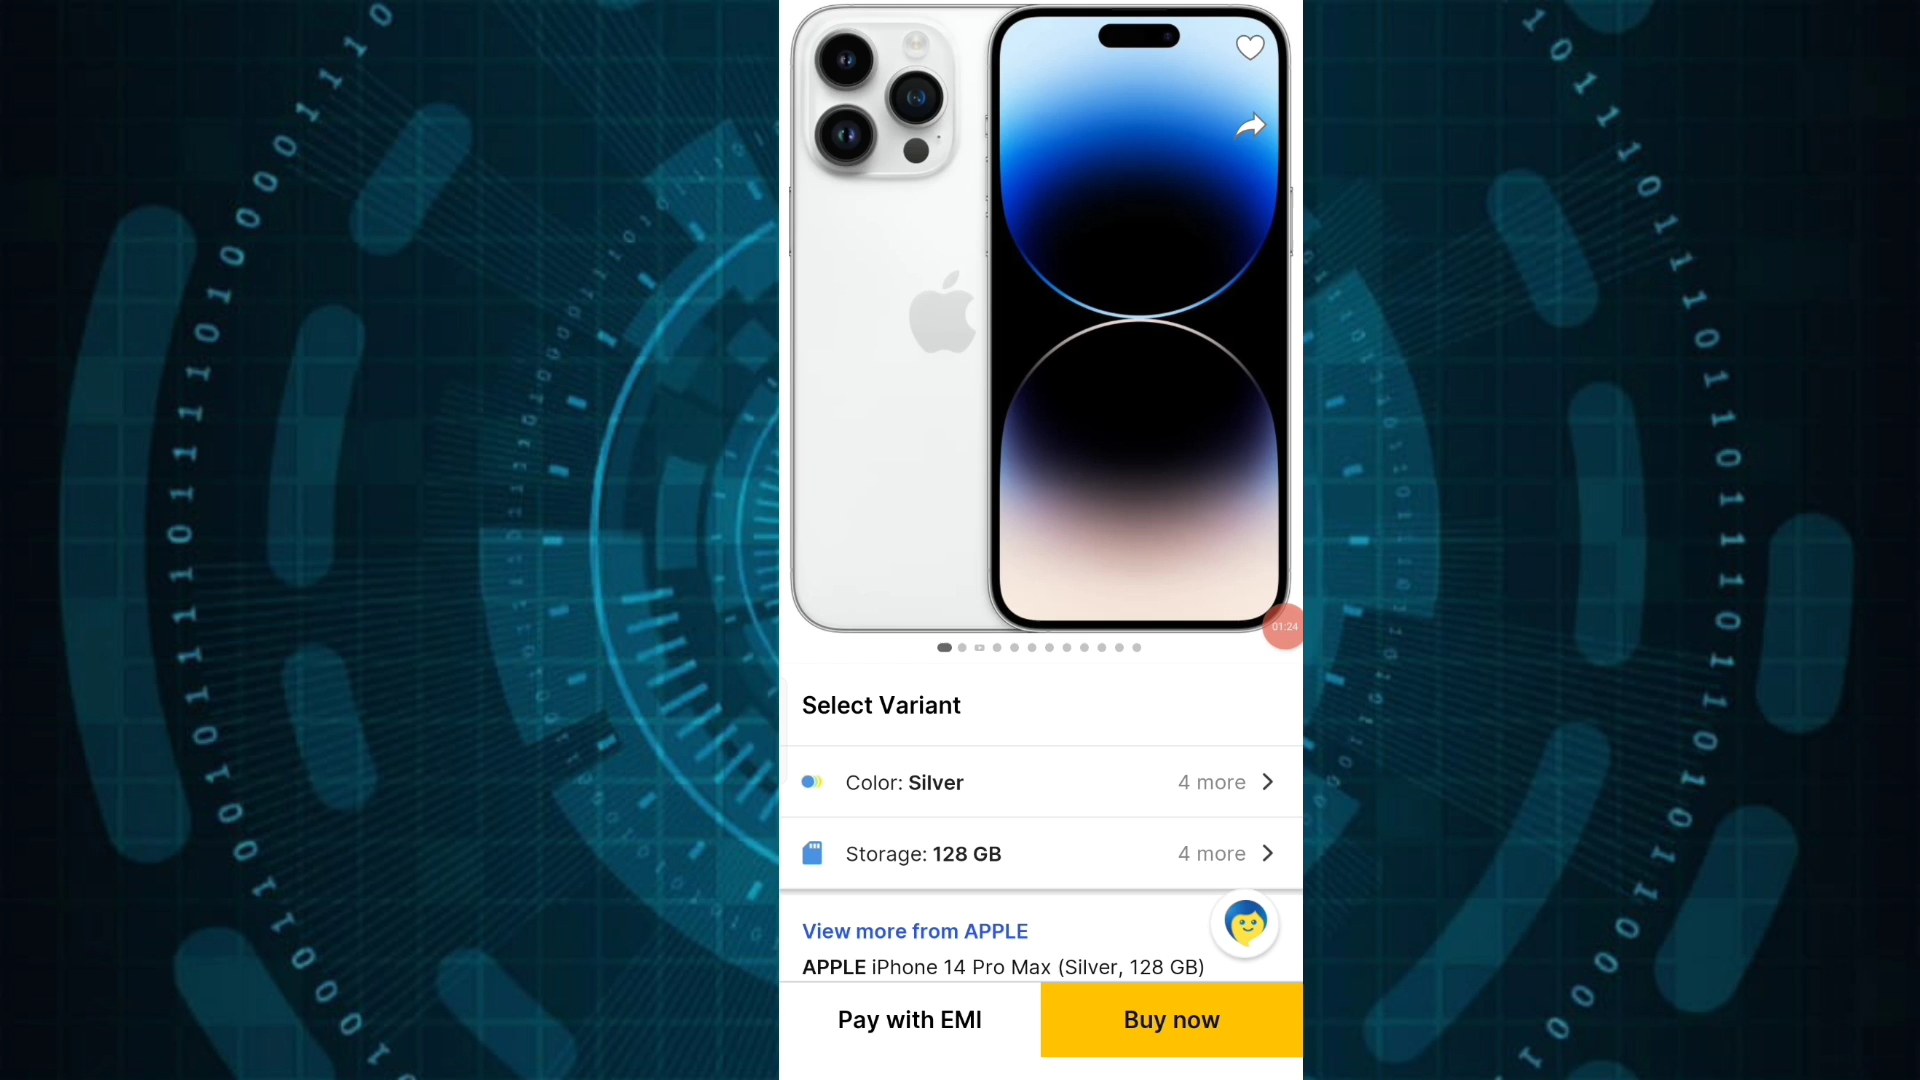 01:24
Select Variant
Color: Silver 4 more
Storage: 128 GB 4 more
View more from APPLE
APPLE iPhone 14 Pro Max (Silver, 128 GB)
Pay with EMI Buy now